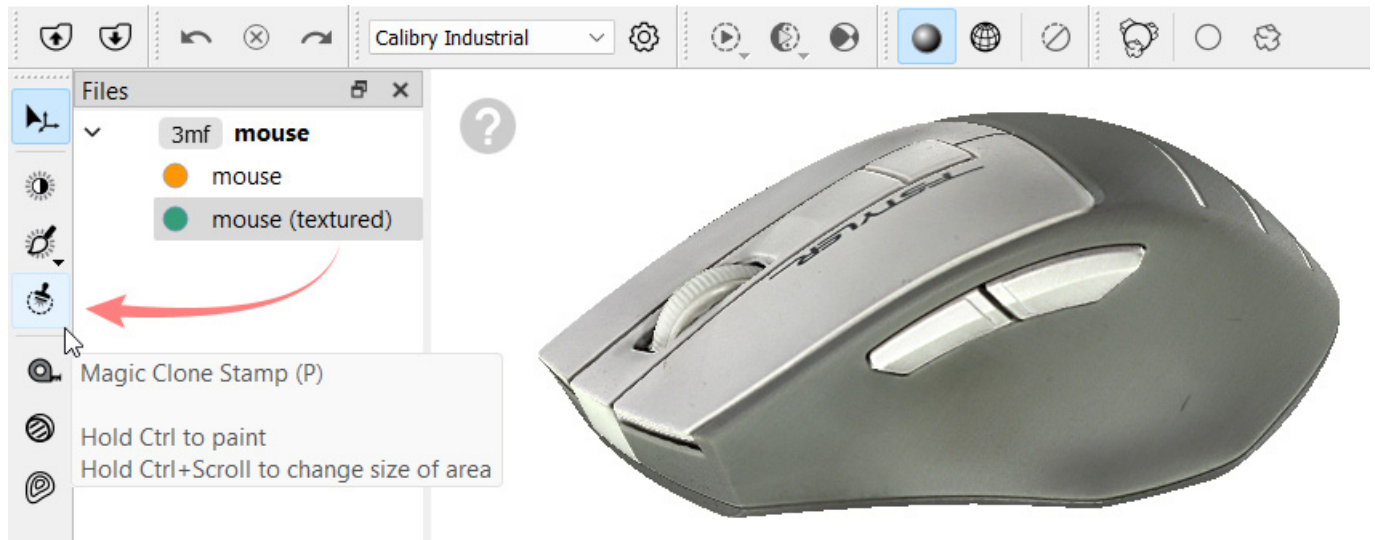 Calibry Industrial
Files
3mf mouse
mouse
mouse (textured)
?
FSTYLER
Magic Clone Stamp (P)
Hold Ctrl to paint
Hold Ctrl+Scroll to change size of area